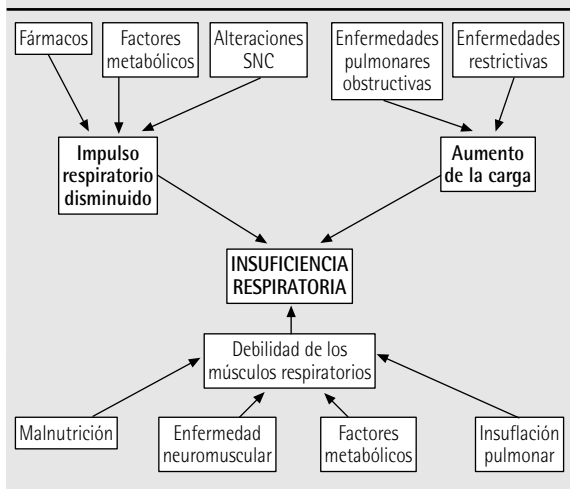 Fármacos
Factores
metabólicos
Alteraciones
SNC
Enfermedades
pulmonares
obstructivas
Enfermedades
restrictivas
Impulso
respiratorio
disminuido
Aumento
de la carga
INSUFICIENCIA
RESPIRATORIA
Debilidad de los
músculos respiratorios
Malnutrición
Enfermedad
neuromuscular
Factores
metabólicos
Insuflación
pulmonar